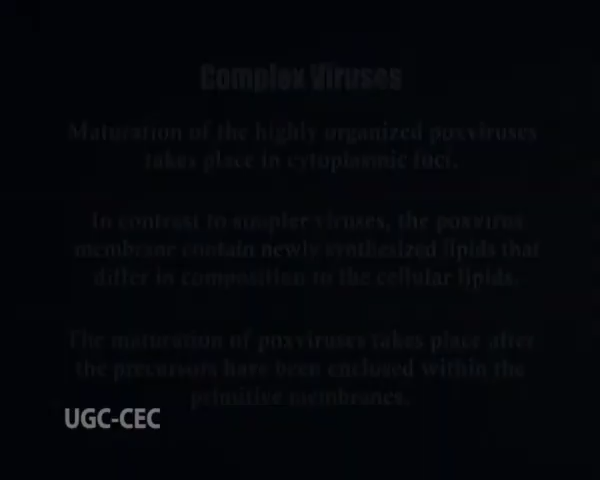 Complex Viruses
Maturation of the highly organized poxviruses
takes place in cytoplasmic foci.
In contrast to simpler viruses, the poxvirus
membrane contain newly synthesized lipids that
differ in composition to the cellular lipids.
The maturation of poxviruses takes place after
the precursors have been enclosed within the
primitive membranes.
UGC-CEC